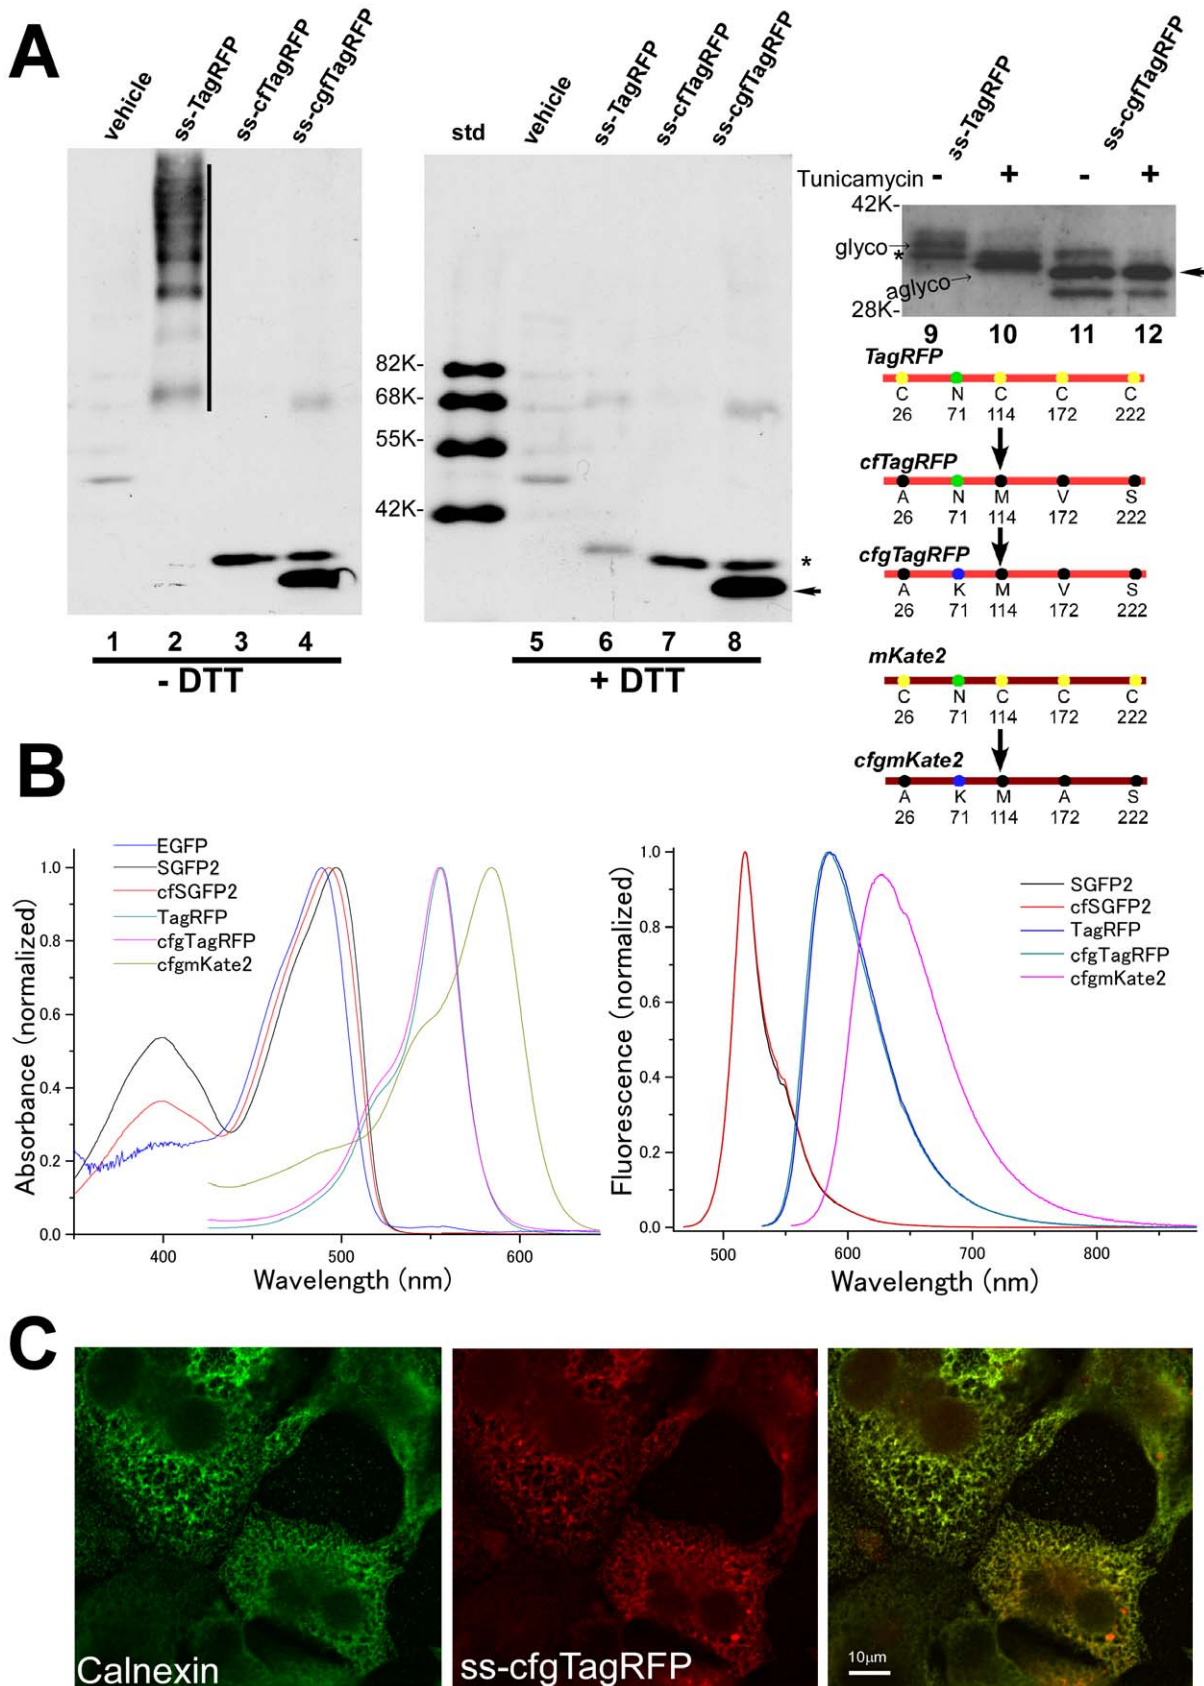 A
vehicle
ss-TagRFP
ss-cfTagRFP
ss-cgfTagRFP
std
vehicle
ss-TagRFP
ss-cfTagRFP
ss-cgfTagRFP
82K-
68K-
55K-
42K-
*
1 2 3 4
- DTT
5 6 7 8
+ DTT
ss-TagRFP
ss-cgfTagRFP
Tunicamycin - + - +
42K-
glyco→
*
aglyco→
28K-
9 10 11 12
TagRFP
C N C C C
26 71 114 172 222
cfTagRFP
A N M V S
26 71 114 172 222
cfgTagRFP
A K M V S
26 71 114 172 222
mKate2
C N C C C
26 71 114 172 222
cfgmKate2
A K M A S
26 71 114 172 222
B
EGFP
SGFP2
cfSGFP2
TagRFP
cfgTagRFP
cfgmKate2
Absorbance (normalized)
1.0
0.8
0.6
0.4
0.2
0.0
400 500 600
Wavelength (nm)
SGFP2
cfSGFP2
TagRFP
cfgTagRFP
cfgmKate2
Fluorescence (normalized)
1.0
0.8
0.6
0.4
0.2
0.0
500 600 700 800
Wavelength (nm)
C
Calnexin
ss-cfgTagRFP
10µm